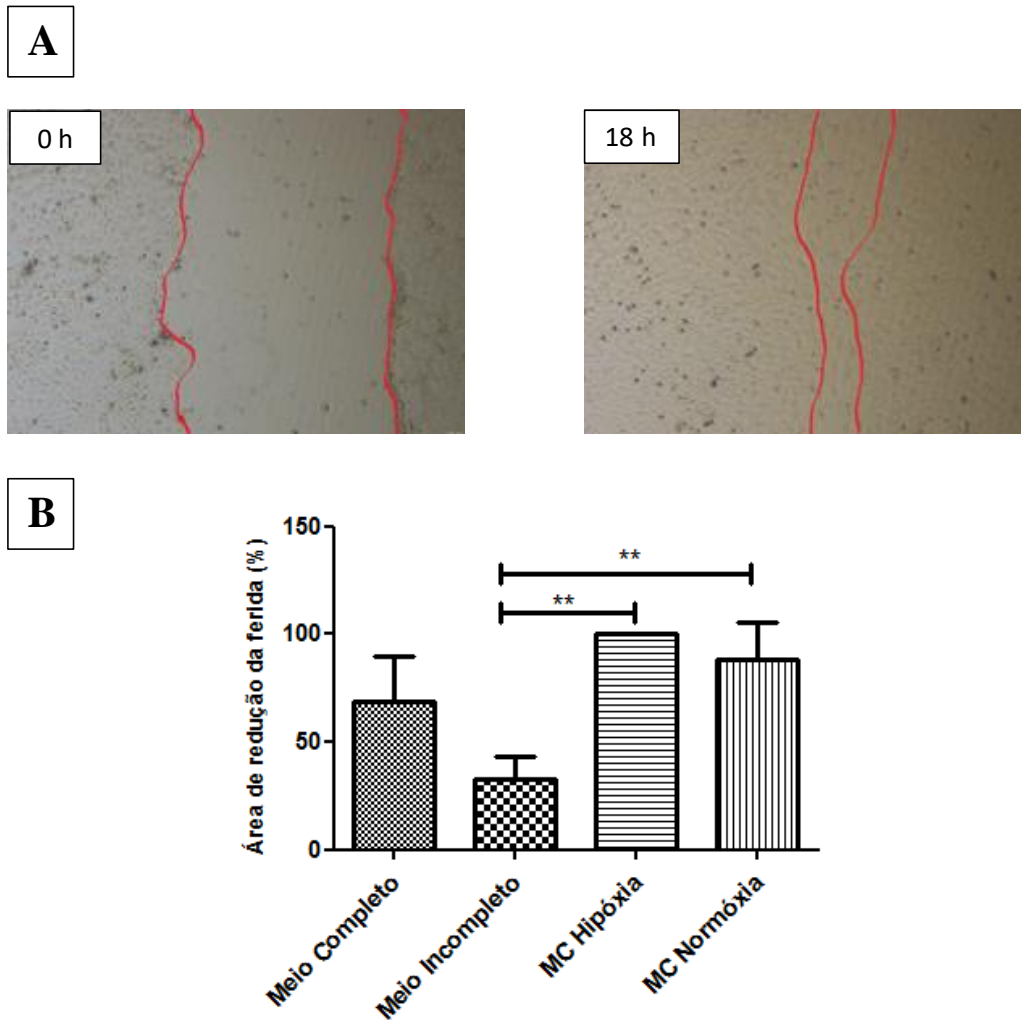 A
0 h
18 h
B
Área de redução da ferida (%)
150
100
50
0
**
**
Meio Completo
Meio Incompleto
MC Hipóxia
MC Normóxia